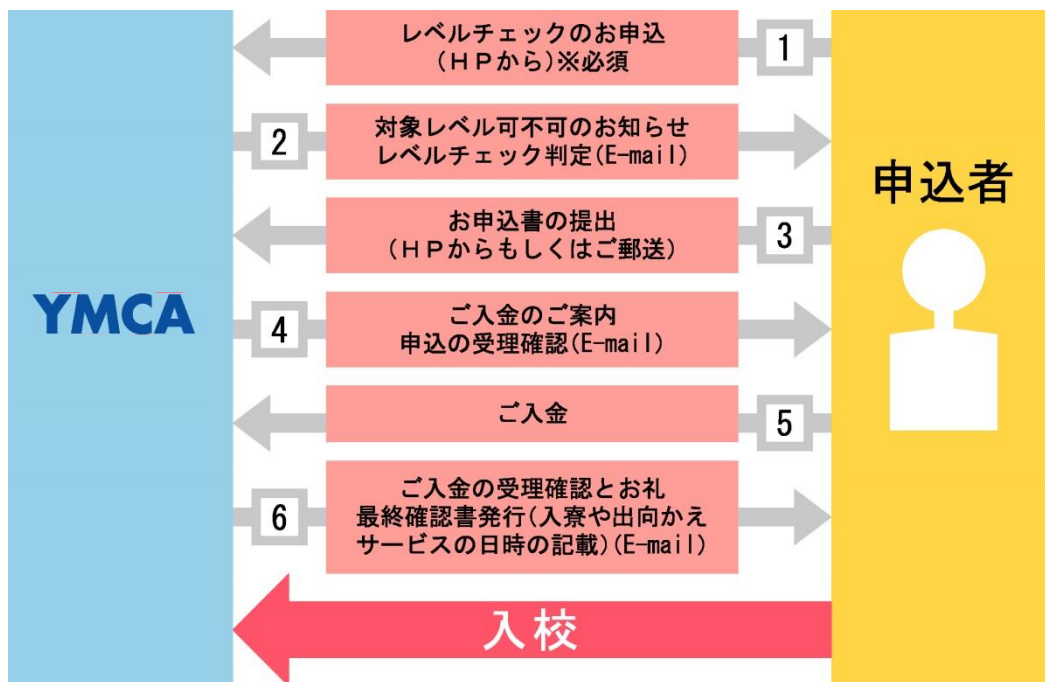 レベルチェックのお申込
(HPから)※必須
1
2
対象レベル可不可のお知らせ
レベルチェック判定(E-mail)
申込者
お申込書の提出
(HPからもしくはご郵送)
3
YMCA
4
ご入金のご案内
申込の受理確認(E-mail)
ご入金
5
6
ご入金の受理確認とお礼
最終確認書発行(入寮や出向かえ
サービスの日時の記載)(E-mail)
入校